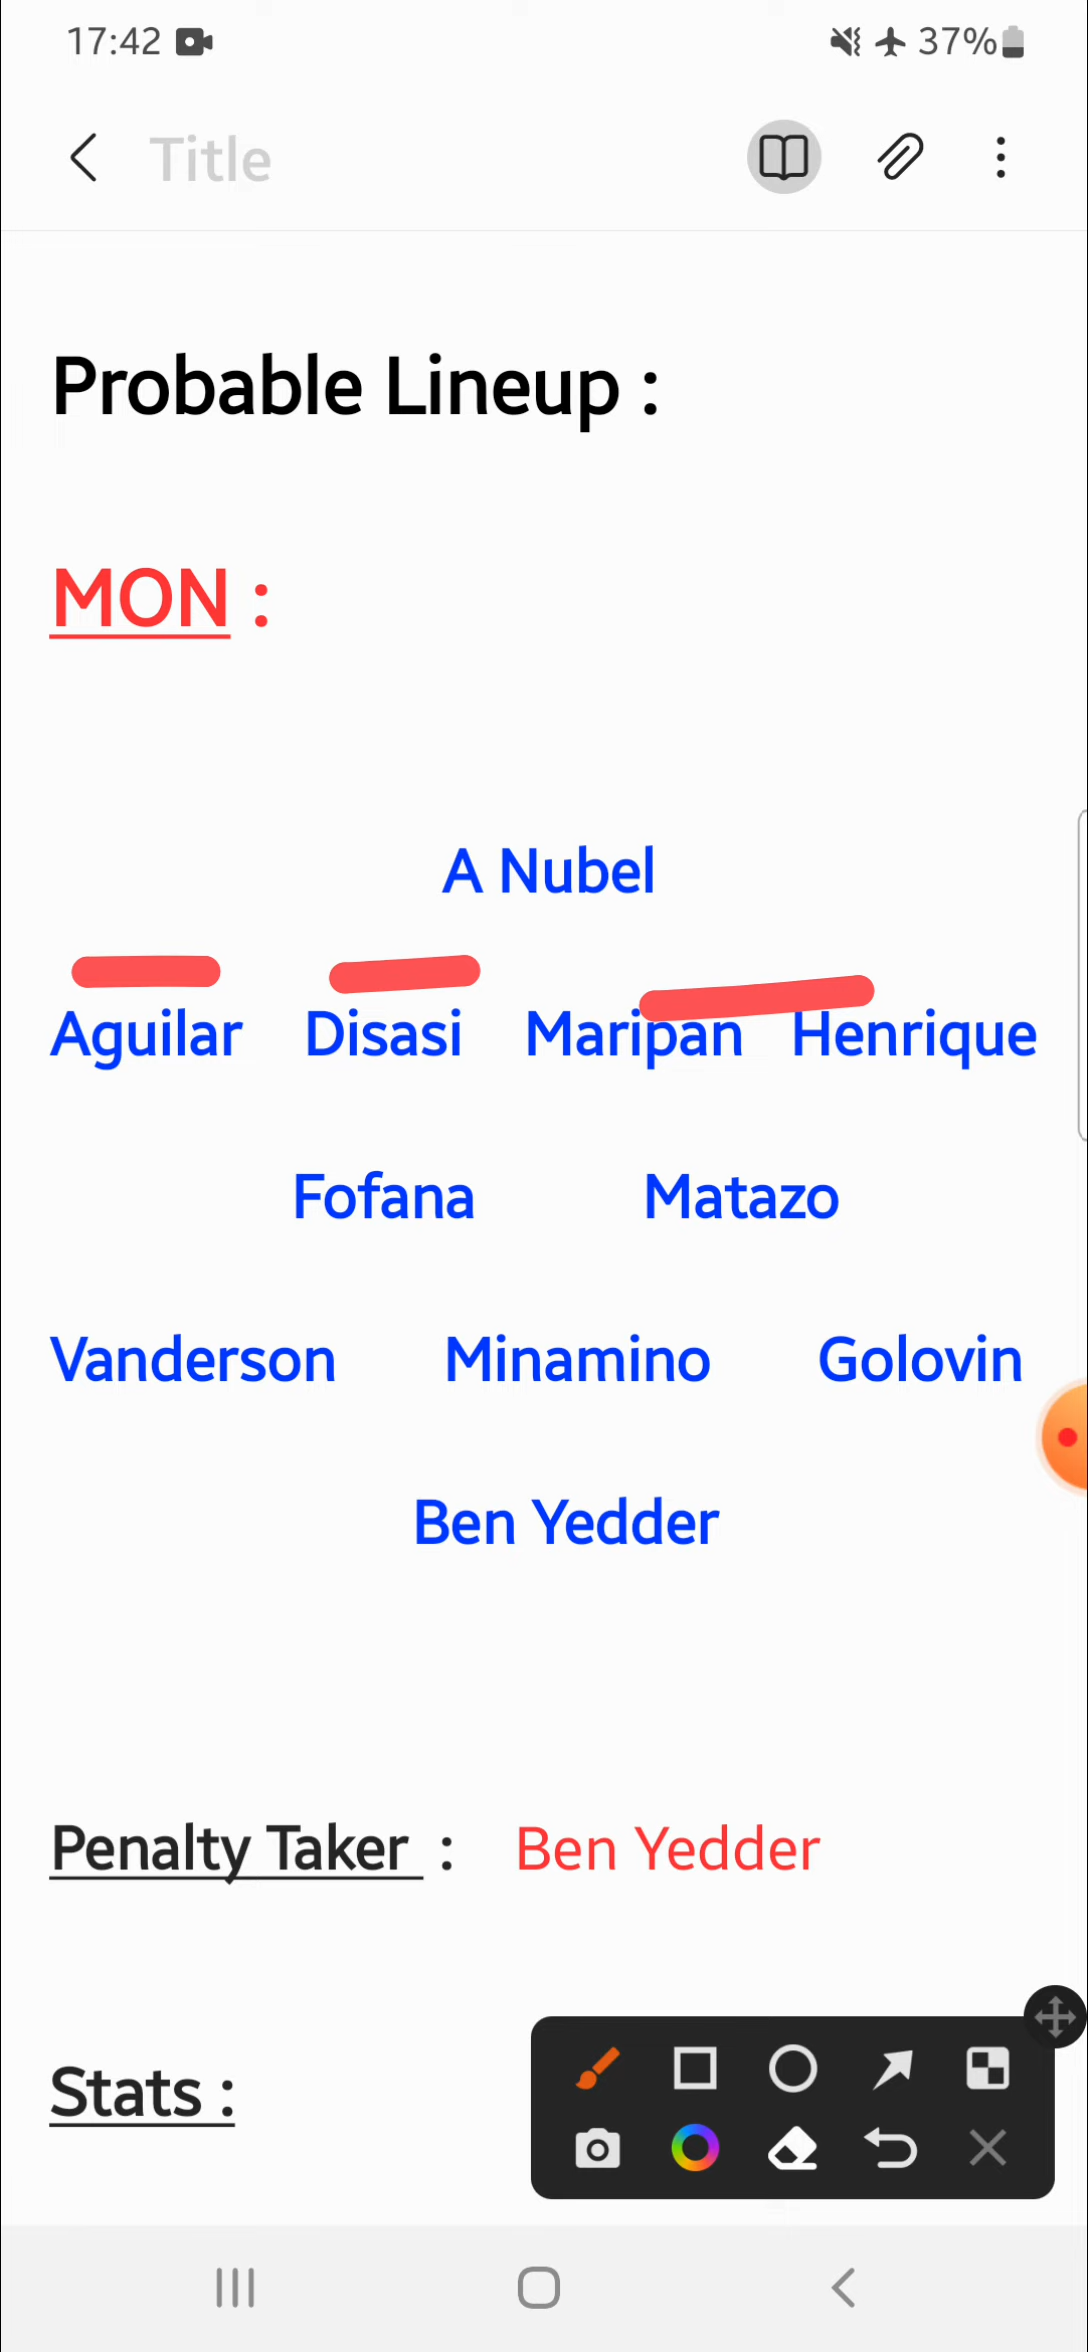 17:42 37%
Title
Probable Lineup :
MON :
A Nubel
Aguilar Disasi Maripan Henrique
Fofana Matazo
Vanderson Minamino Golovin
Ben Yedder
Penalty Taker : Ben Yedder
Stats :